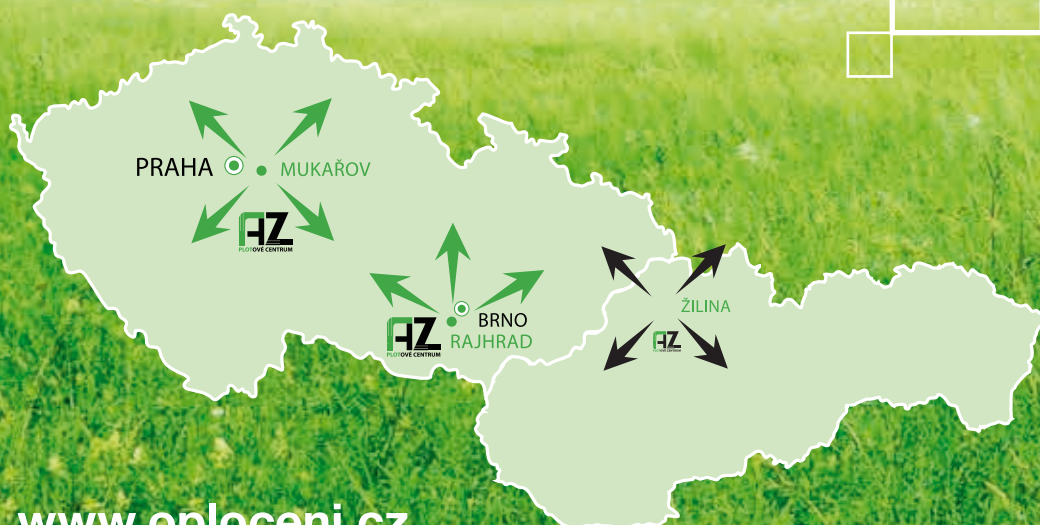 PRAHA
MUKAŘOV
AZ
PLOTOVÉ CENTRUM
BRNO
RAJHRAD
AZ
PLOTOVÉ CENTRUM
ŽILINA
AZ
PLOTOVÉ CENTRUM
www.oploceni.cz